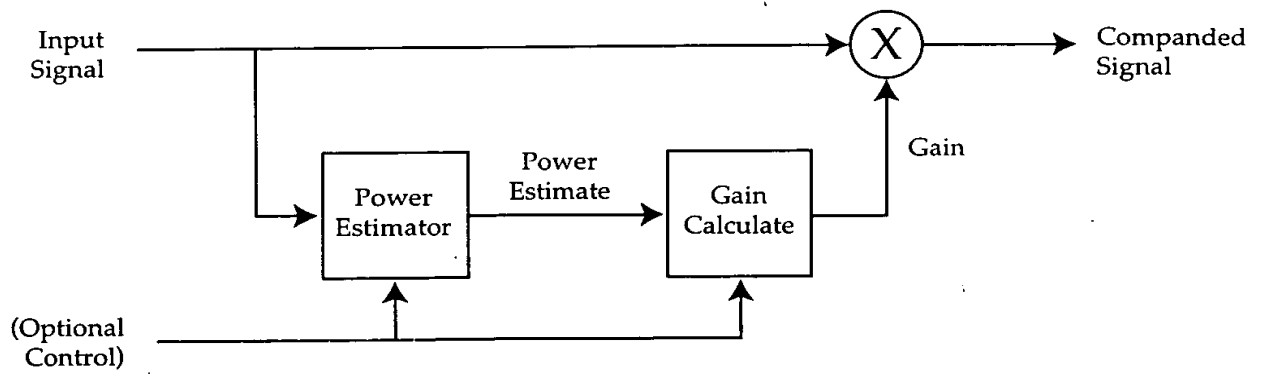 Input
Signal
X
Companded
Signal
Gain
Power
Estimate
Power
Estimator
Gain
Calculate
(Optional
Control)